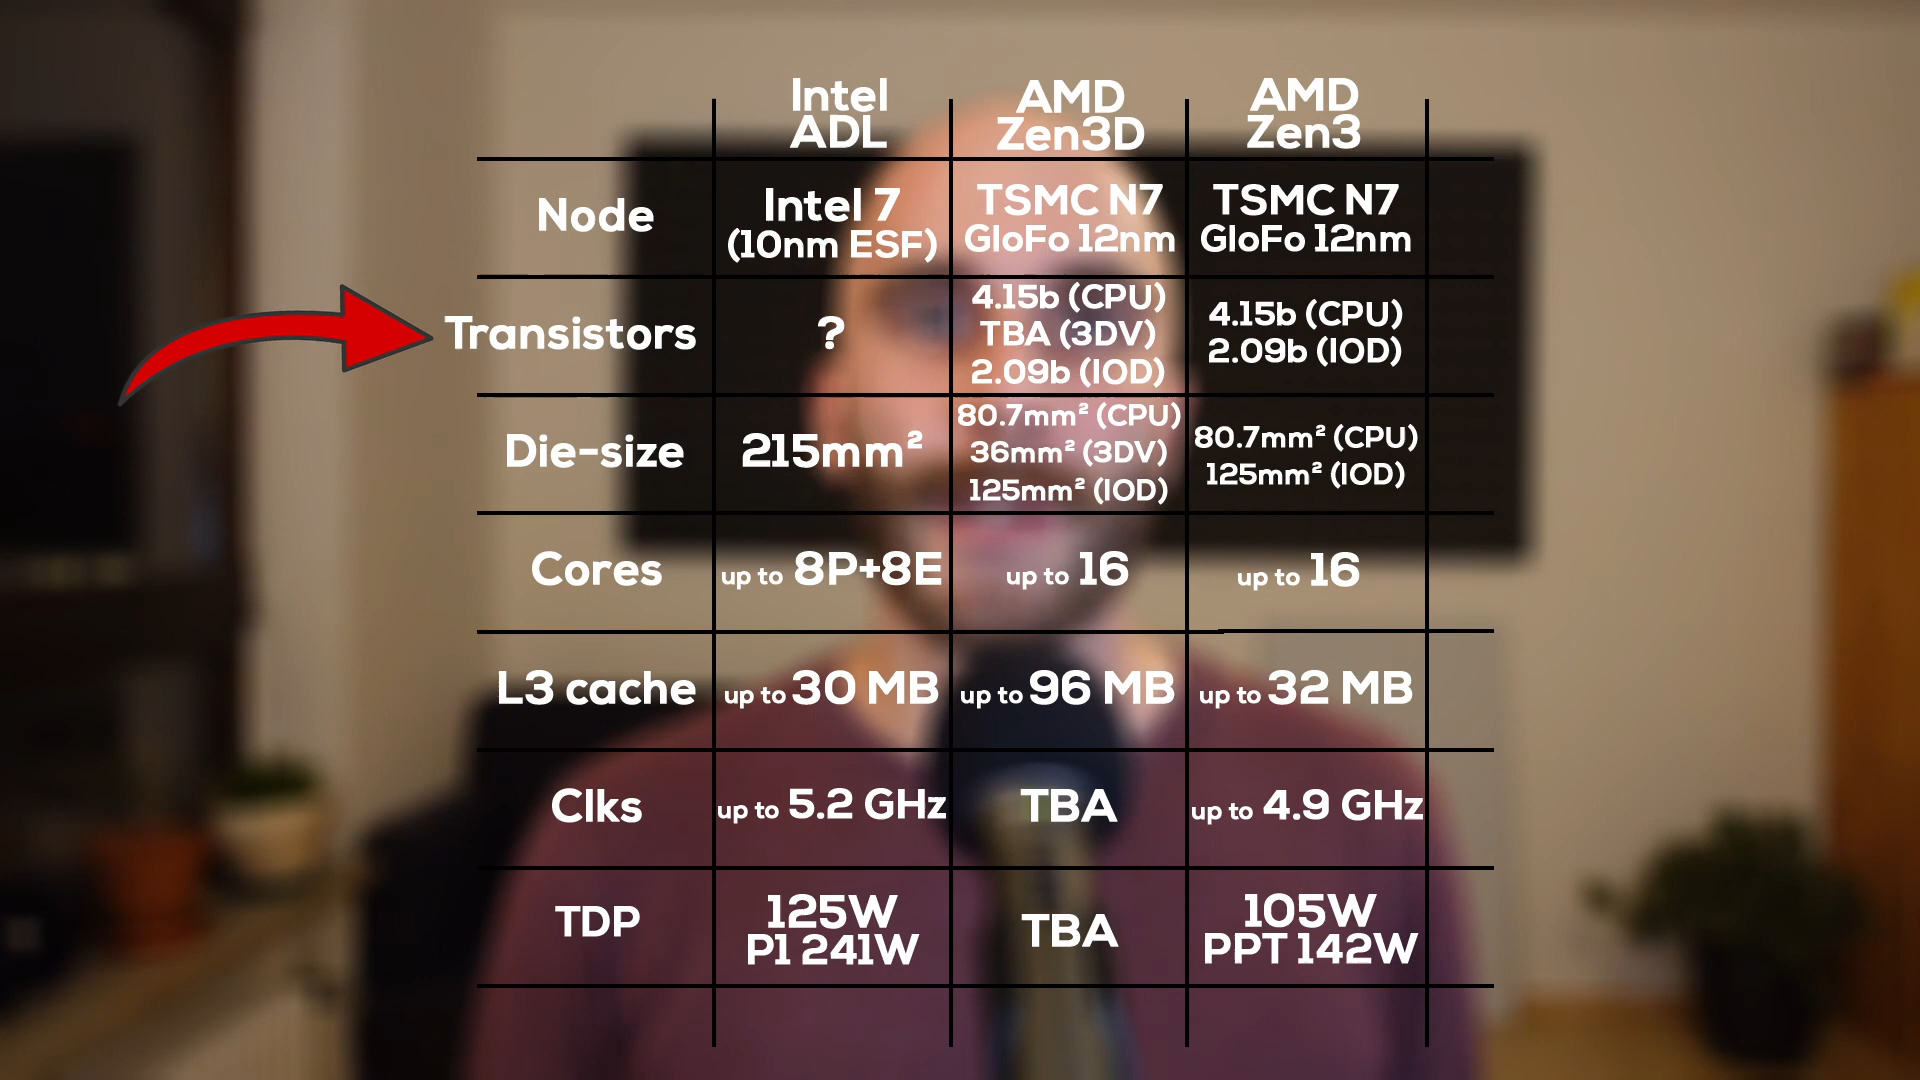 Intel
ADL
AMD
Zen3D
AMD
Zen3
Node
Intel 7
(10nm ESF)
TSMC N7
GloFo 12nm
TSMC N7
GloFo 12nm
Transistors
?
4.15b (CPU)
TBA (3DV)
2.09b (IOD)
4.15b (CPU)
2.09b (IOD)
Die-size
215mm²
80.7mm² (CPU)
36mm² (3DV)
125mm² (IOD)
80.7mm² (CPU)
125mm² (IOD)
Cores
up to 8P+8E
up to 16
up to 16
L3 cache
up to 30 MB
up to 96 MB
up to 32 MB
Clks
up to 5.2 GHz
TBA
up to 4.9 GHz
TDP
125W
P1 241W
TBA
105W
PPT 142W